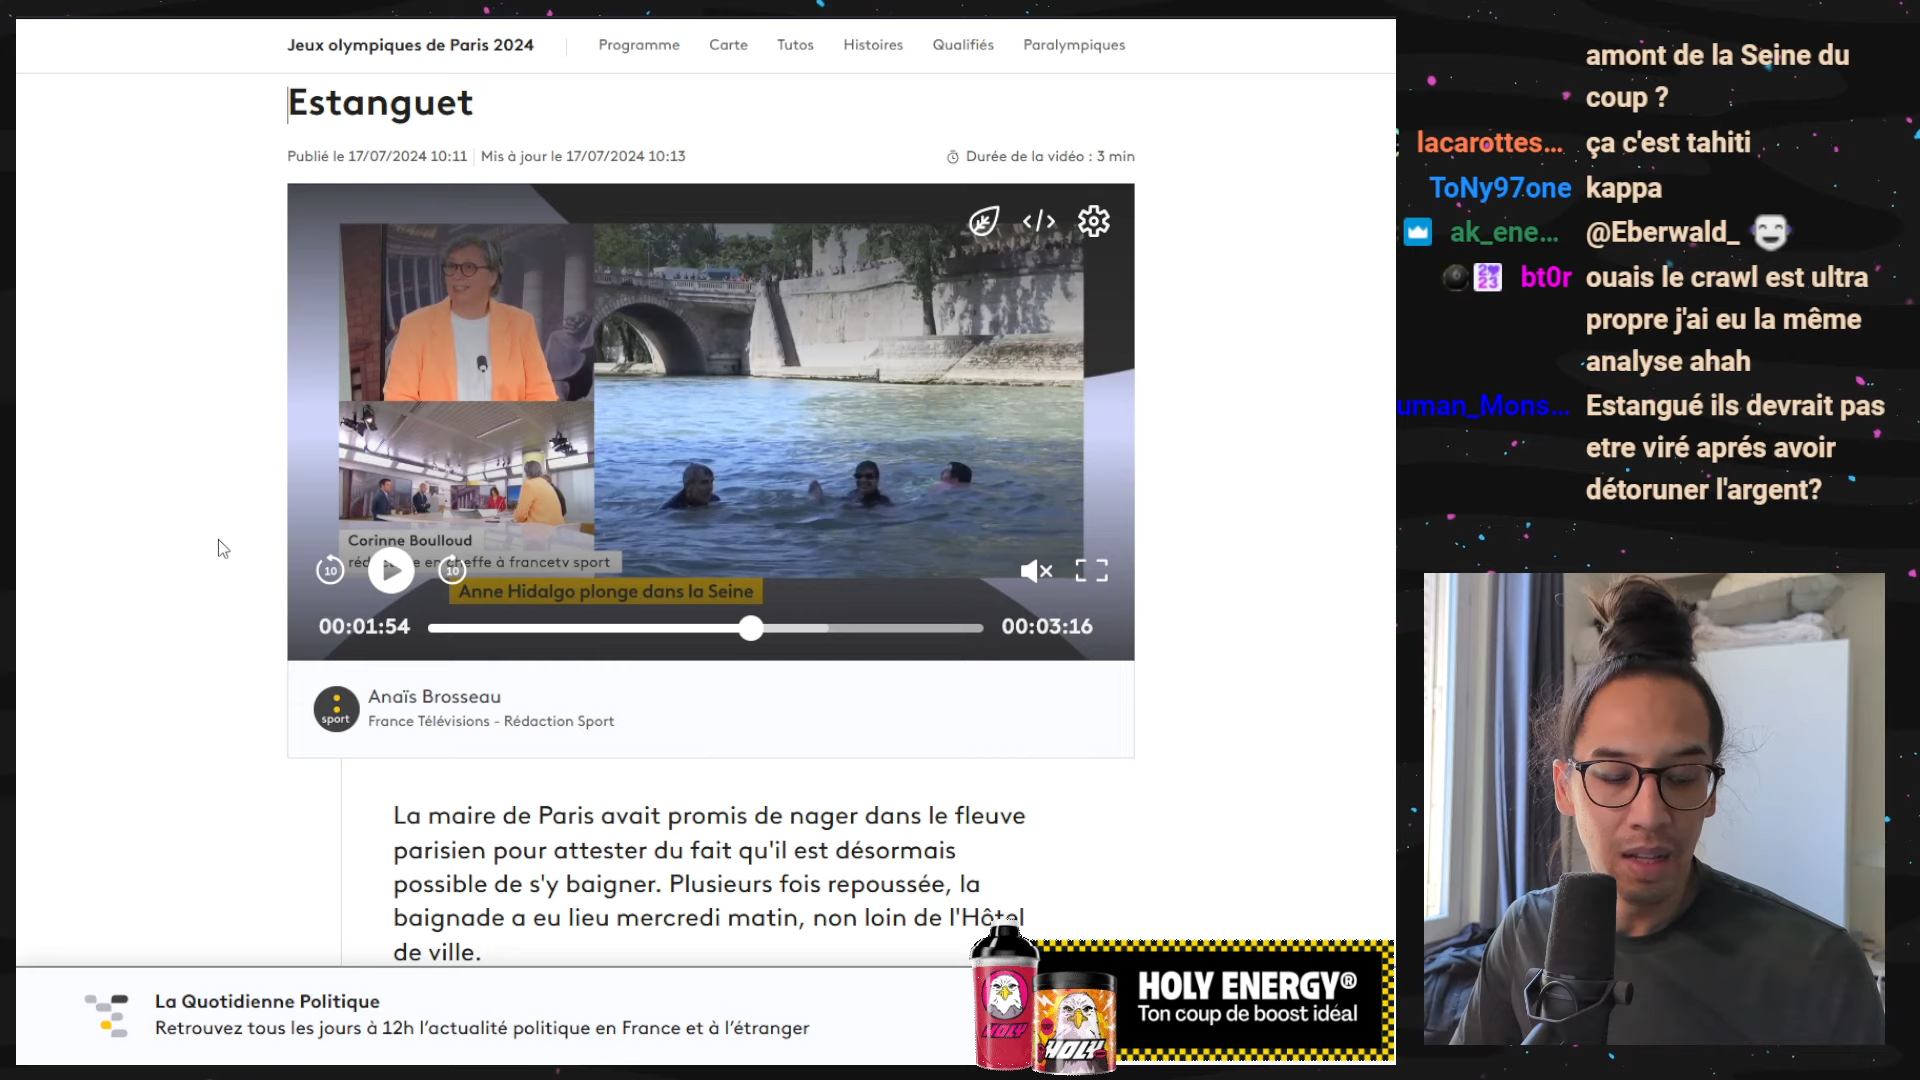 Jeux olympiques de Paris 2024
Programme
Carte
Tutos
Histoires
Qualifiés
Paralympiques
Estanguet
Publié le 17/07/2024 10:11
Mis à jour le 17/07/2024 10:13
Durée de la vidéo : 3 min
</>
Corinne Boulloud
en cheffe à francetv sport
10
10
Anne Hidalgo plonge dans la Seine
00:01:54
00:03:16
sport
Anaïs Brosseau
France Télévisions - Rédaction Sport
La maire de Paris avait promis de nager dans le fleuve
parisien pour attester du fait qu'il est désormais
possible de s'y baigner. Plusieurs fois repoussée, la
baignade a eu lieu mercredi matin, non loin de l'Hôtel
de ville.
La Quotidienne Politique
Retrouvez tous les jours à 12h l'actualité politique en France et à l'étranger
HOLY
HOLY
HOLY ENERGY®
Ton coup de boost idéal
amont de la Seine du
coup ?
lacarottes... ça c'est tahiti
ToNy97one kappa
ak_ene... @Eberwald_
2 23 bt0r ouais le crawl est ultra
propre j'ai eu la même
analyse ahah
uman_Mons... Estangué ils devrait pas
etre viré aprés avoir
détoruner l'argent?